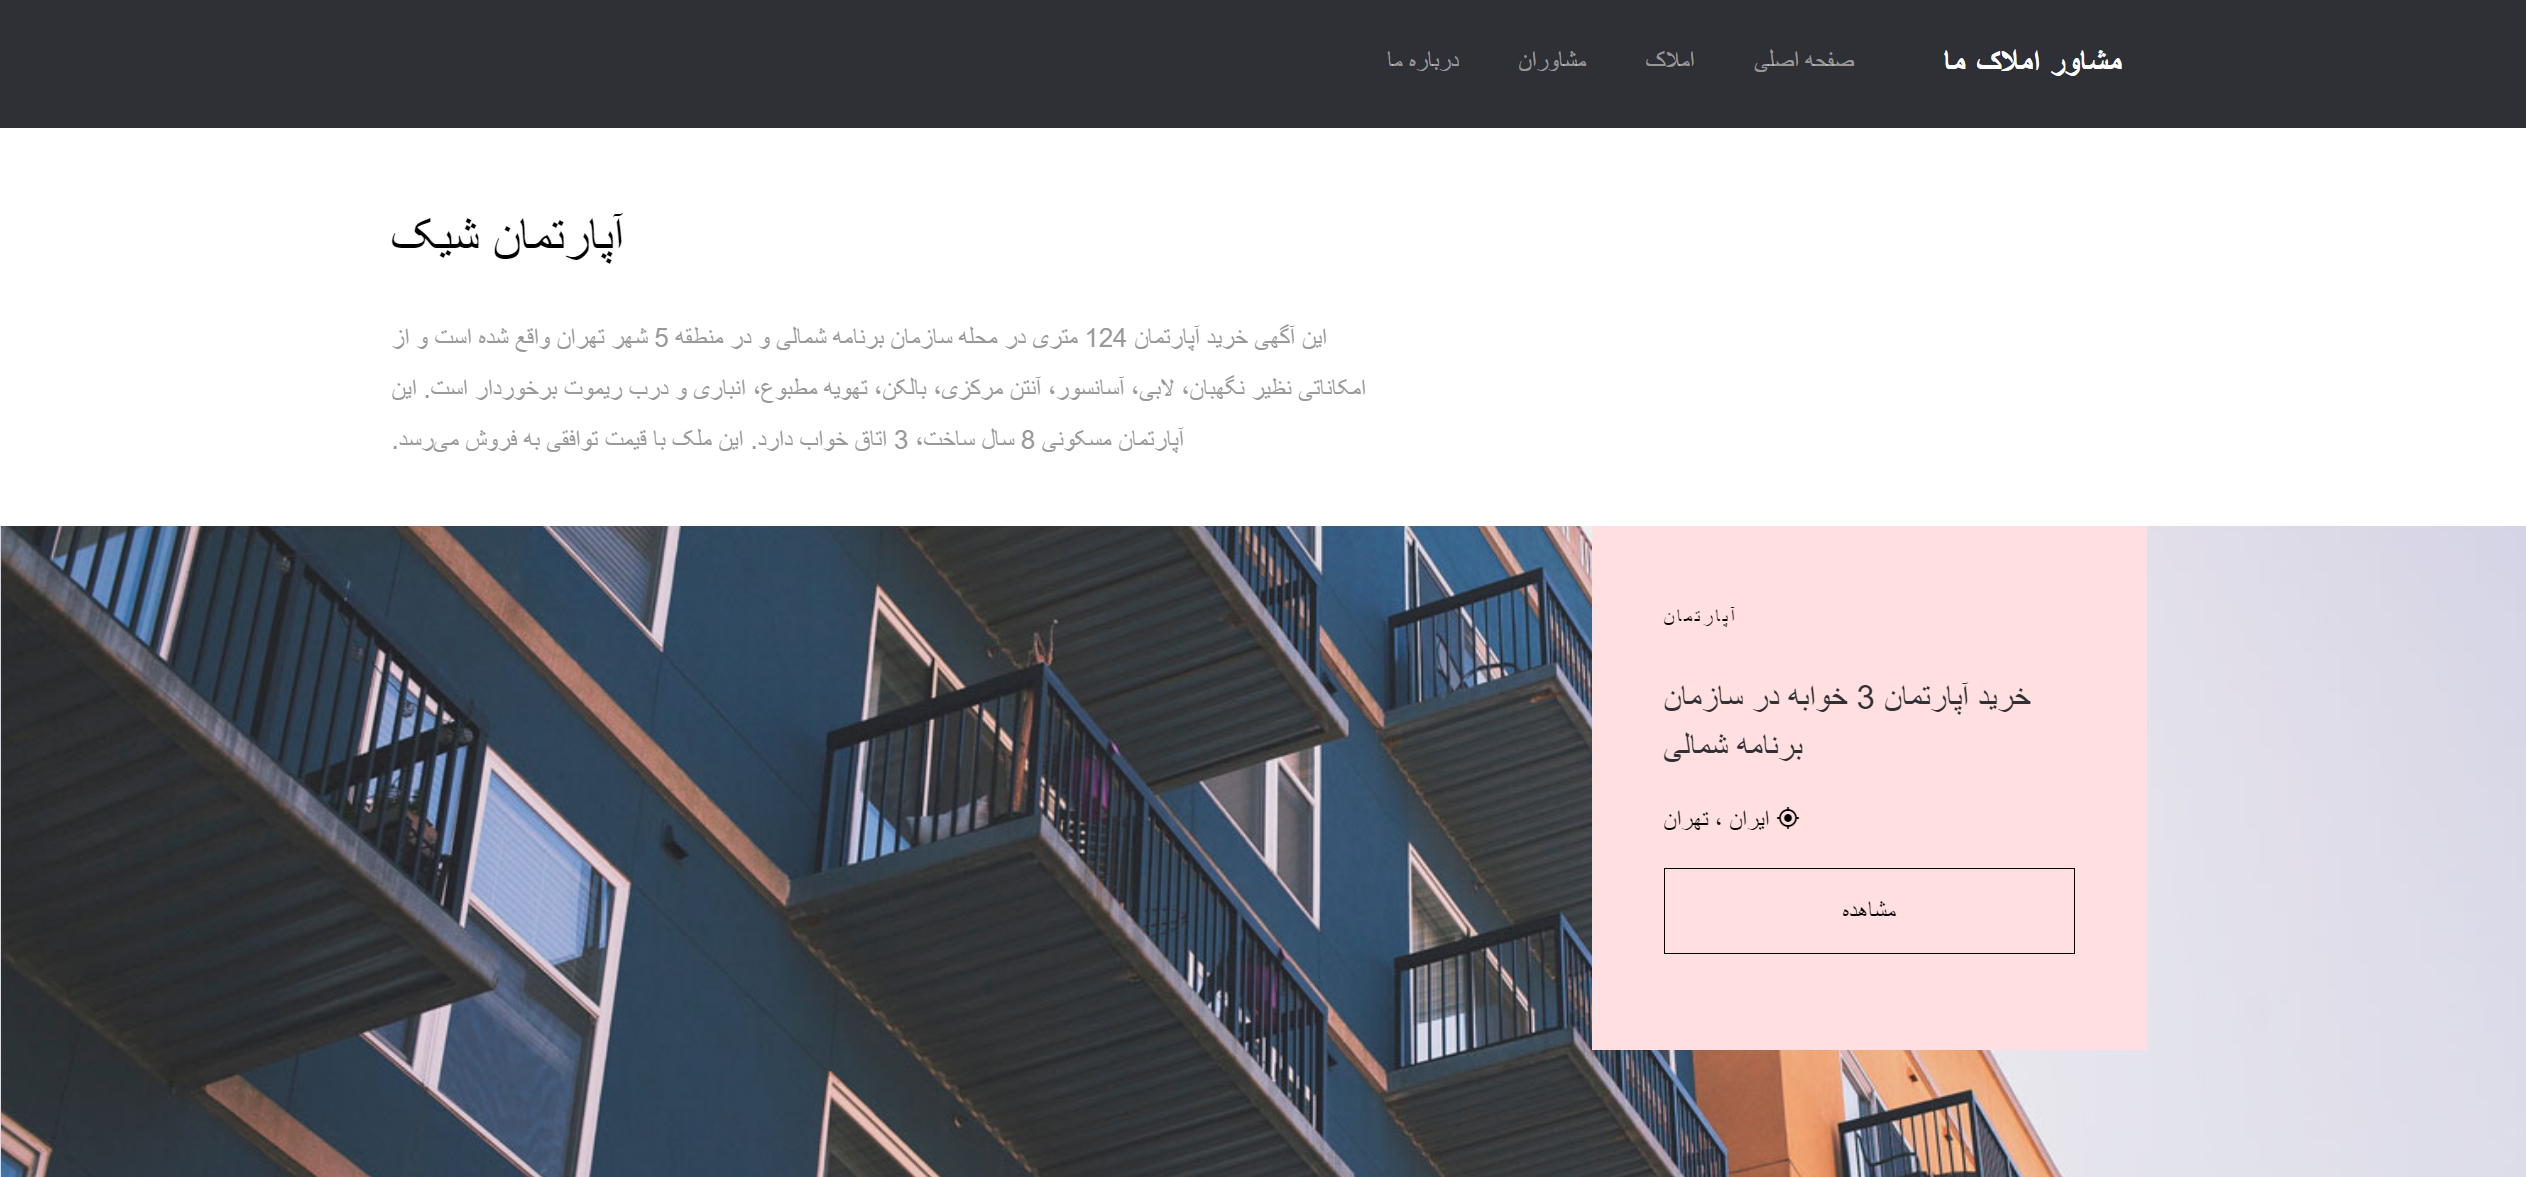 مشاور املاک ما
صفحه اصلی
املاک
مشاوران
درباره ما
آپارتمان شیک
این آگهی خرید آپارتمان 124 متری در محله سازمان برنامه شمالی و در منطقه 5 شهر تهران واقع شده است و از
امکاناتی نظیر نگهبان، لابی، آسانسور، آنتن مرکزی، بالکن، تهویه مطبوع، انباری و درب ریموت برخوردار است. این
آپارتمان مسکونی 8 سال ساخت، 3 اتاق خواب دارد. این ملک با قیمت توافقی به فروش می‌رسد.
آپارتمان
خرید آپارتمان 3 خوابه در سازمان
برنامه شمالی
ایران ، تهران
مشاهده